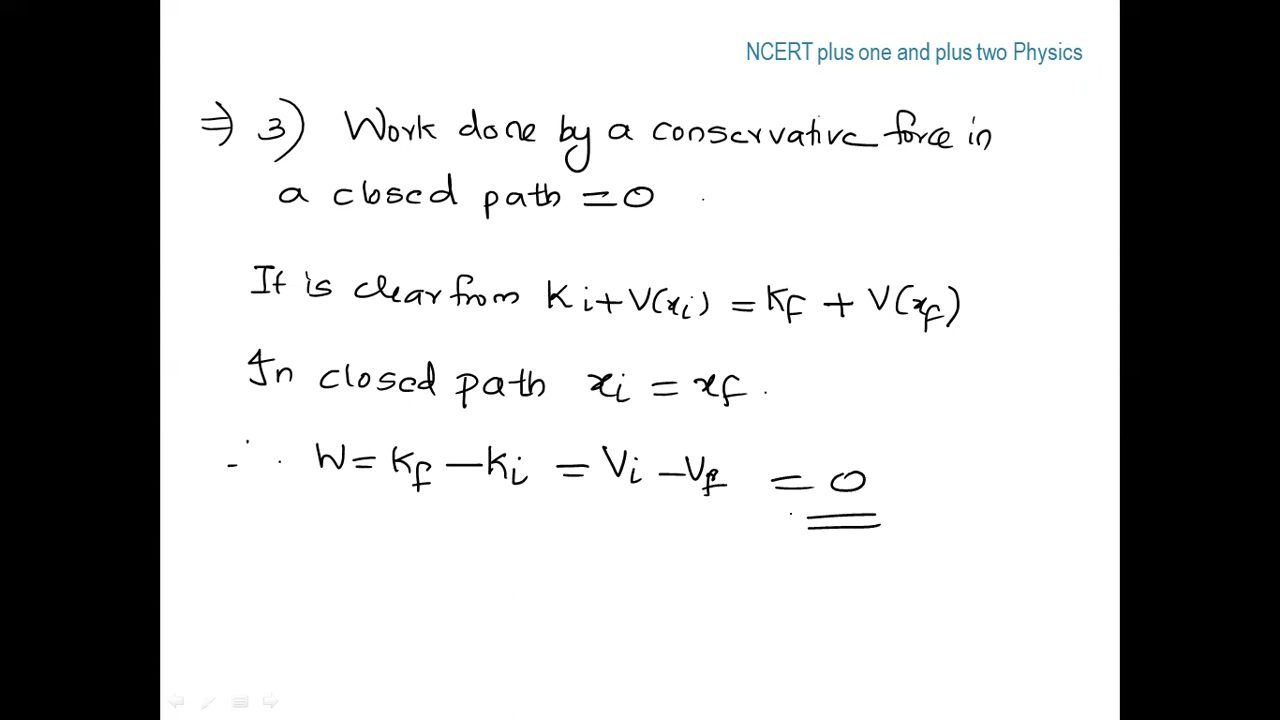 NCERT plus one and plus two Physics
⇒ 3) Work done by a conservative force in
a closed path = 0
It is clear from Ki + V(xi) = Kf + V(xf)
In closed path xi = xf.
∴ W = Kf − Ki = Vi − Vf = 0